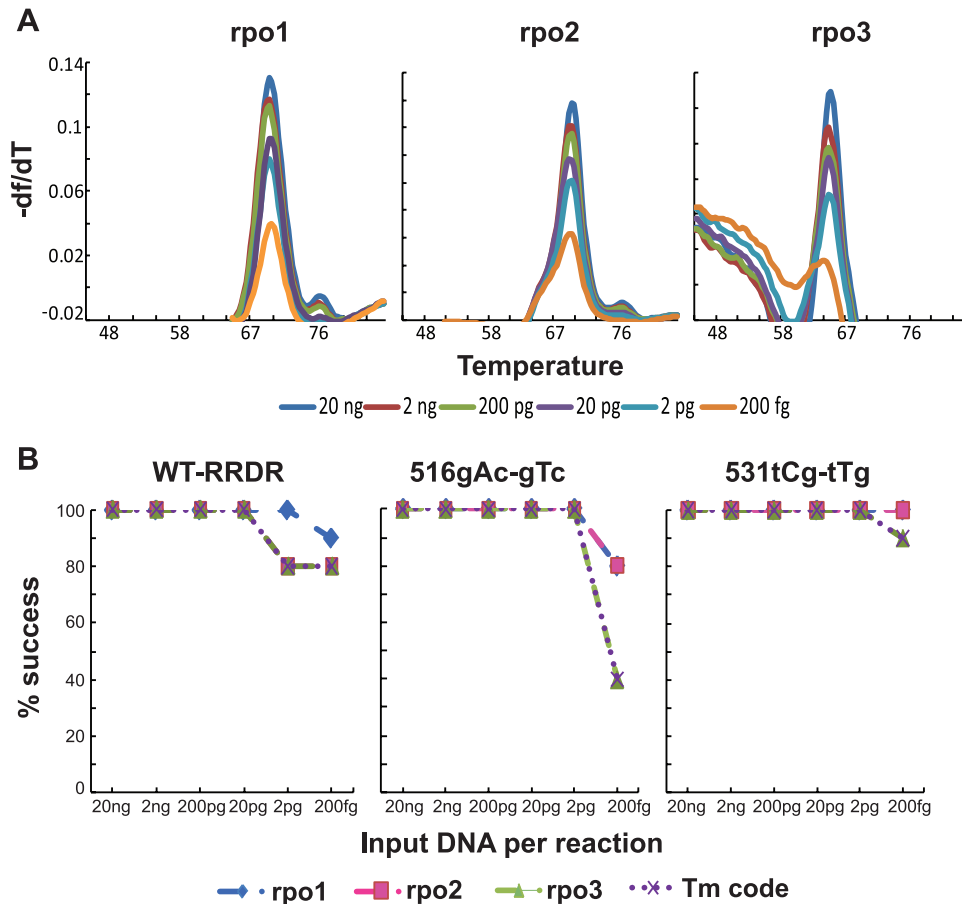 A
rpo1 rpo2 rpo3
-df/dT
0.14
0.1
0.06
0.02
-0.02
48 58 67 76 48 58 67 76 48 58 67 76
Temperature
20 ng 2 ng 200 pg 20 pg 2 pg 200 fg
B
WT-RRDR 516gAc-gTc 531tCg-tTg
% success
100
80
60
40
20
0
20ng 2ng 200pg 20pg 2pg 200fg 20ng 2ng 200pg 20pg 2pg 200fg 20ng 2ng 200pg 20pg 2pg 200fg
Input DNA per reaction
rpo1 rpo2 rpo3 Tm code